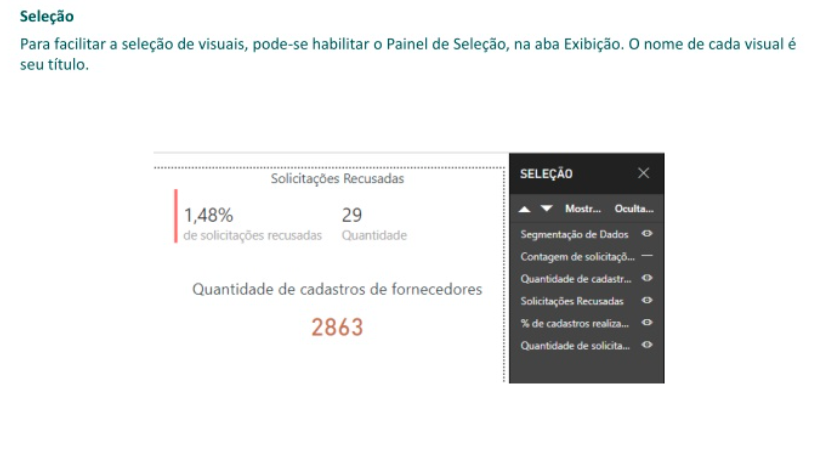 Seleção
Para facilitar a seleção de visuais, pode-se habilitar o Painel de Seleção, na aba Exibição. O nome de cada visual é
seu título.
Solicitações Recusadas
1,48%
de solicitações recusadas
29
Quantidade
Quantidade de cadastros de fornecedores
2863
SELEÇÃO
Mostr... Oculta...
Segmentação de Dados
Contagem de solicitaçõ...
Quantidade de cadastr...
Solicitações Recusadas
% de cadastros realiza...
Quantidade de solicita...